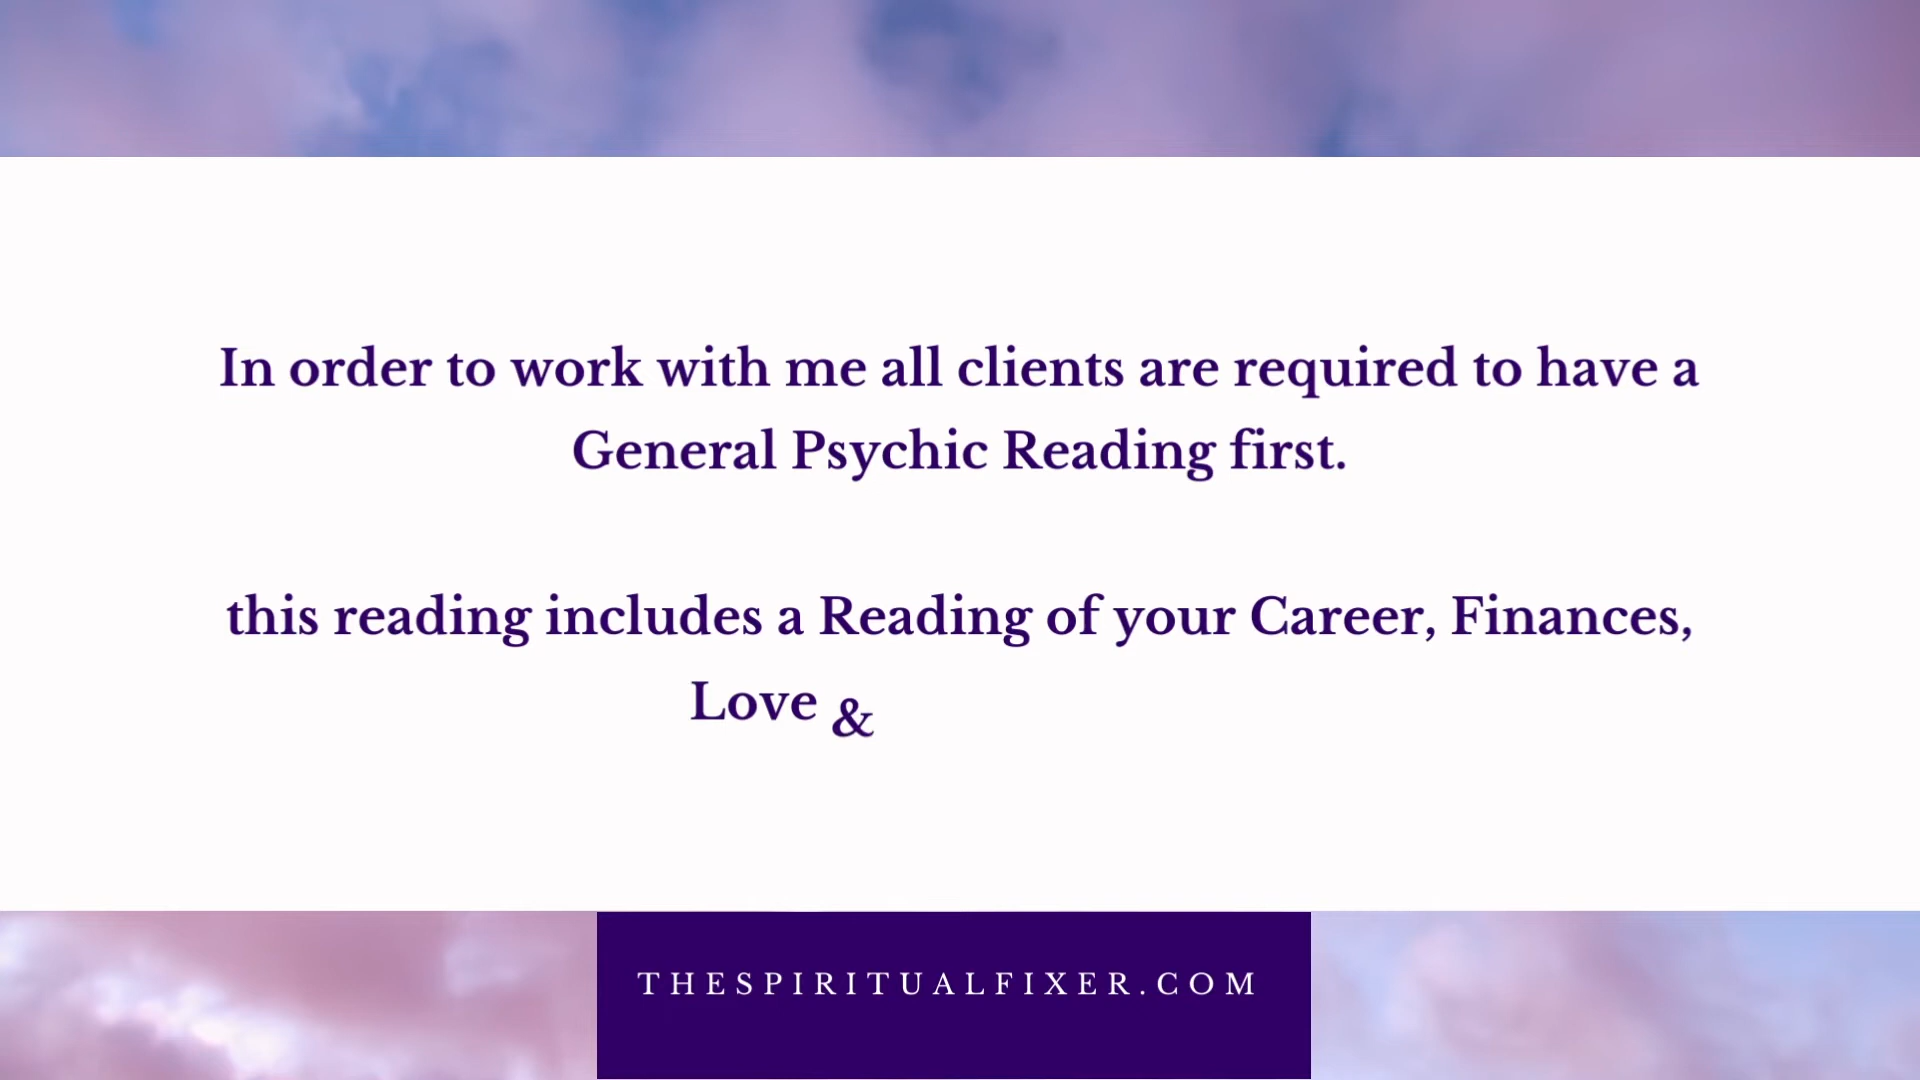 In order to work with me all clients are required to have a
General Psychic Reading first.
this reading includes a Reading of your Career, Finances,
Love &
THESPIRITUALFIXER.COM